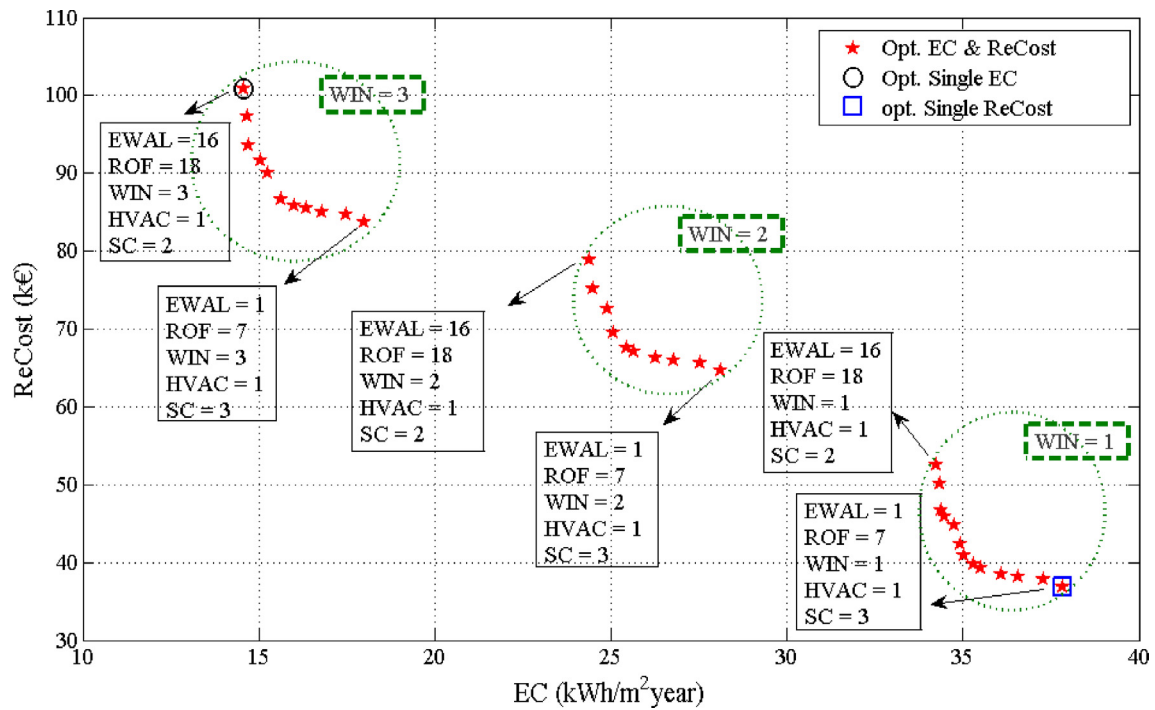 110
100
90
80
70
60
50
40
30
ReCost (k€)
10
15
20
25
30
35
40
EC (kWh/m²year)
Opt. EC & ReCost
Opt. Single EC
opt. Single ReCost
WIN = 3
EWAL = 16
ROF = 18
WIN = 3
HVAC = 1
SC = 2
EWAL = 1
ROF = 7
WIN = 3
HVAC = 1
SC = 3
WIN = 2
EWAL = 16
ROF = 18
WIN = 2
HVAC = 1
SC = 2
EWAL = 1
ROF = 7
WIN = 2
HVAC = 1
SC = 3
WIN = 1
EWAL = 16
ROF = 18
WIN = 1
HVAC = 1
SC = 2
EWAL = 1
ROF = 7
WIN = 1
HVAC = 1
SC = 3